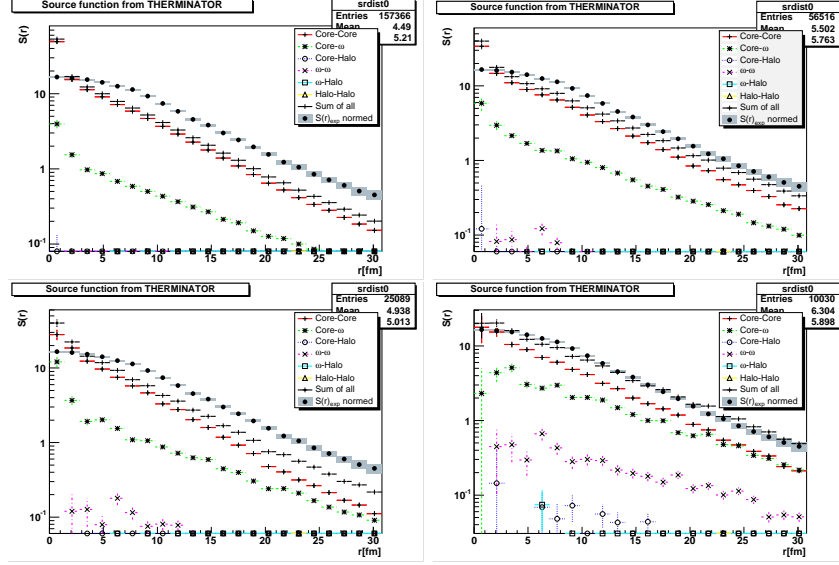 Source function from THERMINATOR
srdist0
Entries 157366
Mean 4.49
5.21
S(r)
Core-Core
Core-ω
Core-Halo
ω-ω
ω-Halo
Halo-Halo
Sum of all
S(r)exp normed
10
1
10-1
0 5 10 15 20 25 30
r[fm]
Source function from THERMINATOR
srdist0
Entries 56516
Mean 5.502
5.763
S(r)
Core-Core
Core-ω
Core-Halo
ω-ω
ω-Halo
Halo-Halo
Sum of all
S(r)exp normed
10
1
10-1
0 5 10 15 20 25 30
r[fm]
Source function from THERMINATOR
srdist0
Entries 25089
Mean 4.938
5.013
S(r)
Core-Core
Core-ω
Core-Halo
ω-ω
ω-Halo
Halo-Halo
Sum of all
S(r)exp normed
10
1
10-1
0 5 10 15 20 25 30
r[fm]
Source function from THERMINATOR
srdist0
Entries 10030
Mean 6.304
5.898
S(r)
Core-Core
Core-ω
Core-Halo
ω-ω
ω-Halo
Halo-Halo
Sum of all
S(r)exp normed
10
1
10-1
0 5 10 15 20 25 30
r[fm]